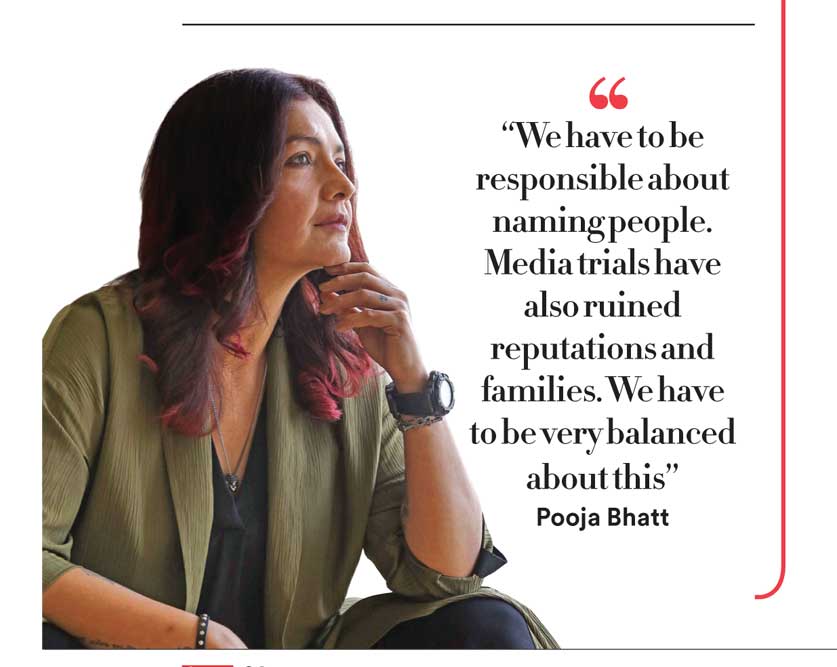 “We have to be
responsible about
naming people.
Media trials have
also ruined
reputations and
families. We have
to be very balanced
about this”
Pooja Bhatt